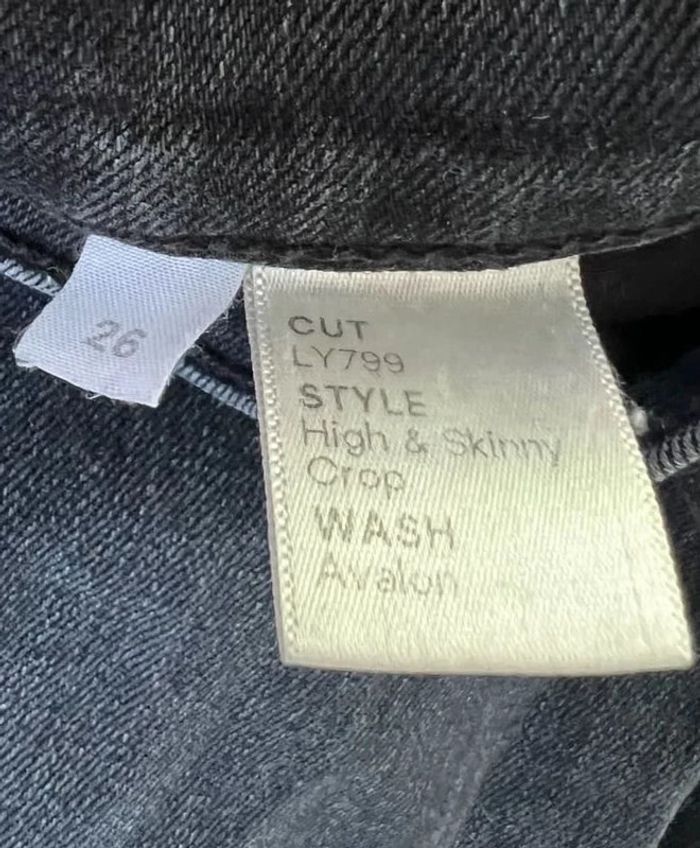 26
CUT
LY799
STYLE
High & Skinny
Crop
WASH
Avalon